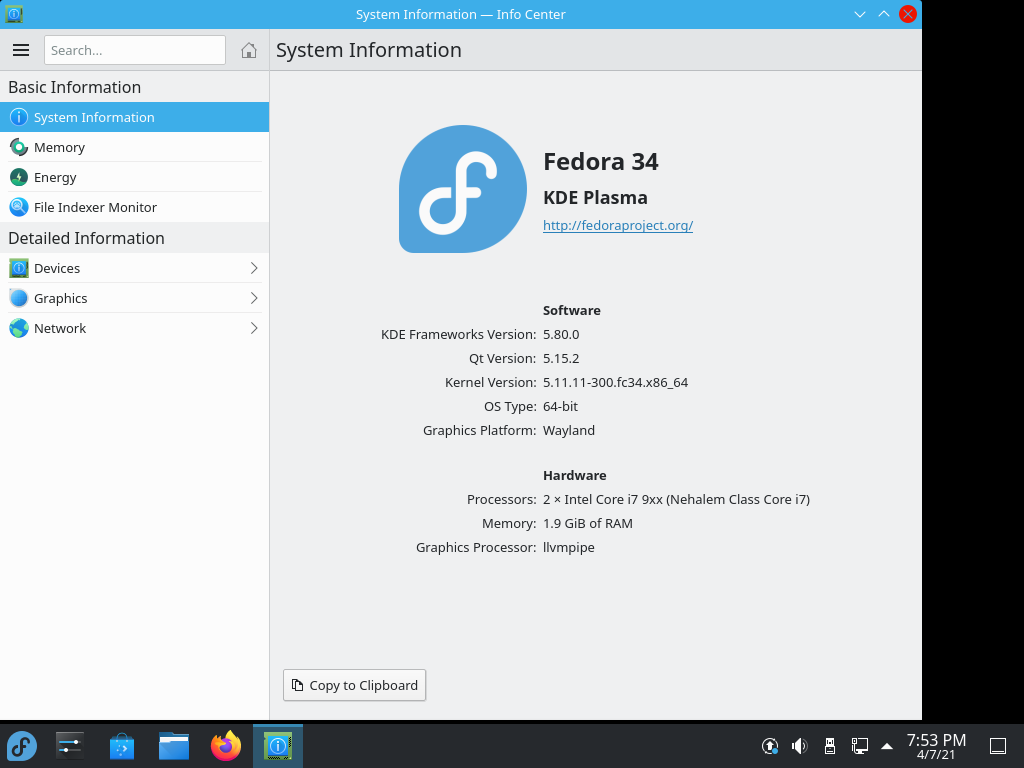 System Information — Info Center
Search...
System Information
Basic Information
System Information
Memory
Energy
File Indexer Monitor
Detailed Information
Devices
Graphics
Network
Fedora 34
KDE Plasma
http://fedoraproject.org/
Software
KDE Frameworks Version: 5.80.0
Qt Version: 5.15.2
Kernel Version: 5.11.11-300.fc34.x86_64
OS Type: 64-bit
Graphics Platform: Wayland
Hardware
Processors: 2 × Intel Core i7 9xx (Nehalem Class Core i7)
Memory: 1.9 GiB of RAM
Graphics Processor: llvmpipe
Copy to Clipboard
7:53 PM
4/7/21